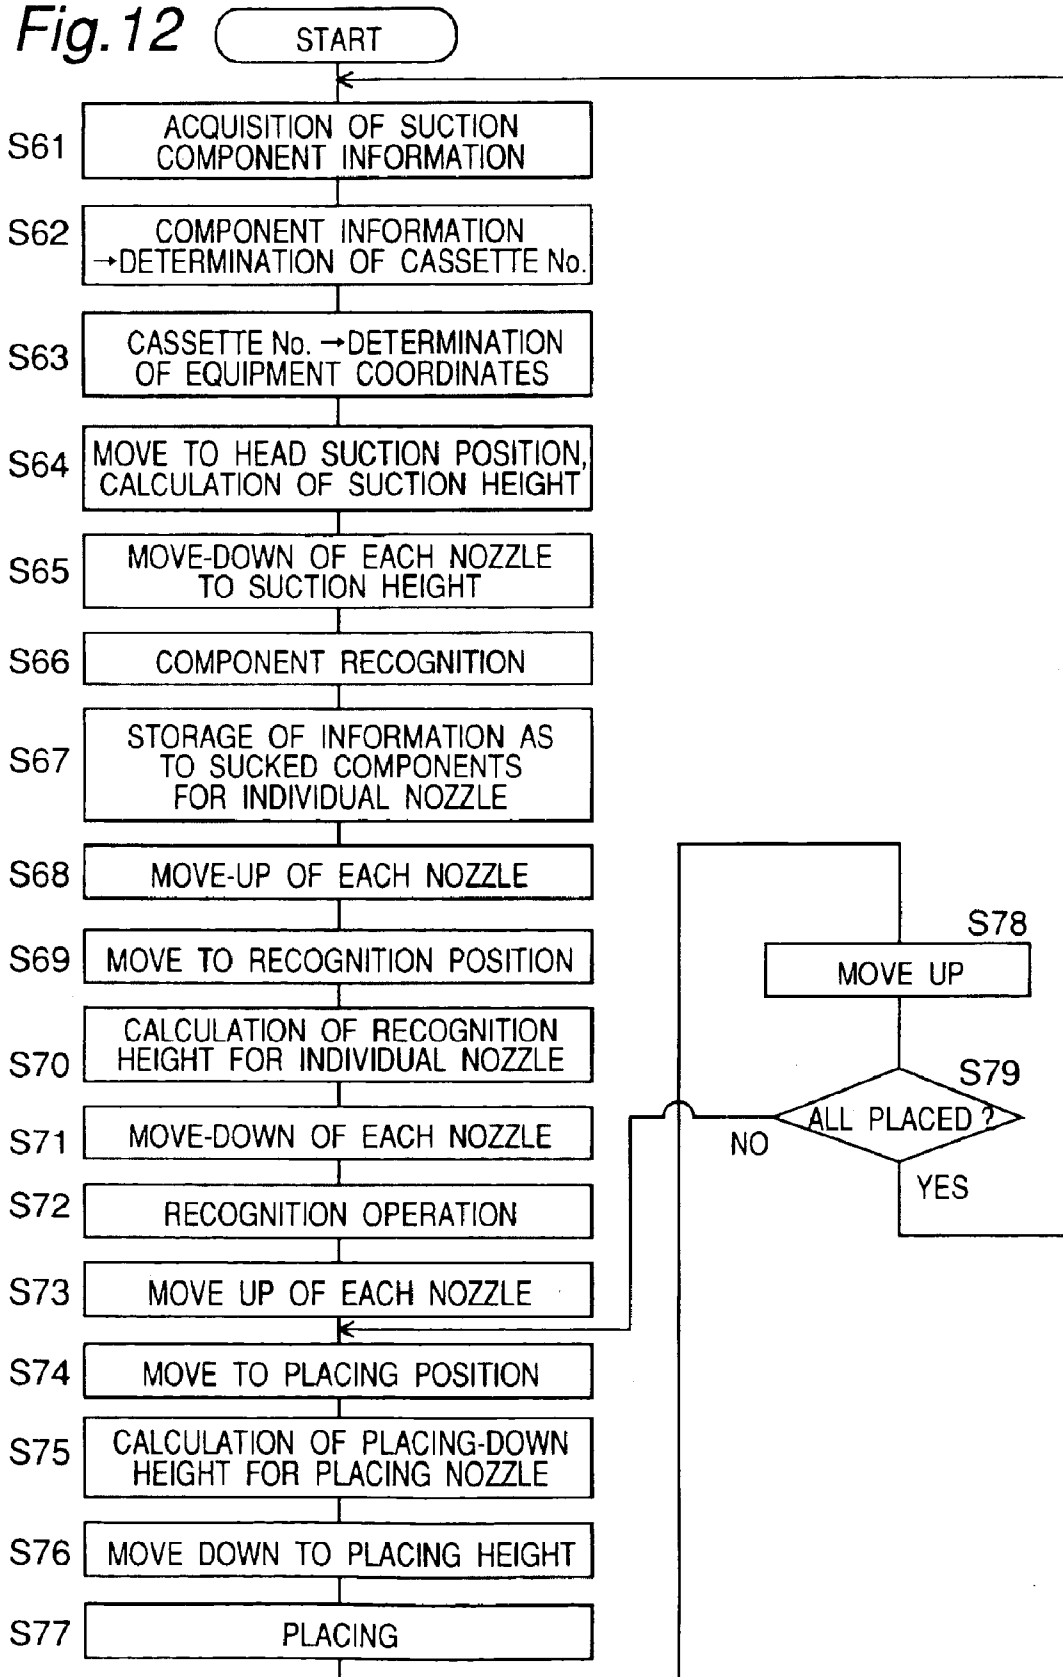 Fig.12
START
S61
ACQUISITION OF SUCTION
COMPONENT INFORMATION
S62
COMPONENT INFORMATION
→DETERMINATION OF CASSETTE No.
S63
CASSETTE No. →DETERMINATION
OF EQUIPMENT COORDINATES
S64
MOVE TO HEAD SUCTION POSITION,
CALCULATION OF SUCTION HEIGHT
S65
MOVE-DOWN OF EACH NOZZLE
TO SUCTION HEIGHT
S66
COMPONENT RECOGNITION
S67
STORAGE OF INFORMATION AS
TO SUCKED COMPONENTS
FOR INDIVIDUAL NOZZLE
S68
MOVE-UP OF EACH NOZZLE
S69
MOVE TO RECOGNITION POSITION
S70
CALCULATION OF RECOGNITION
HEIGHT FOR INDIVIDUAL NOZZLE
S71
MOVE-DOWN OF EACH NOZZLE
S72
RECOGNITION OPERATION
S73
MOVE UP OF EACH NOZZLE
S74
MOVE TO PLACING POSITION
S75
CALCULATION OF PLACING-DOWN
HEIGHT FOR PLACING NOZZLE
S76
MOVE DOWN TO PLACING HEIGHT
S77
PLACING
S78
MOVE UP
S79
ALL PLACED ?
NO
YES